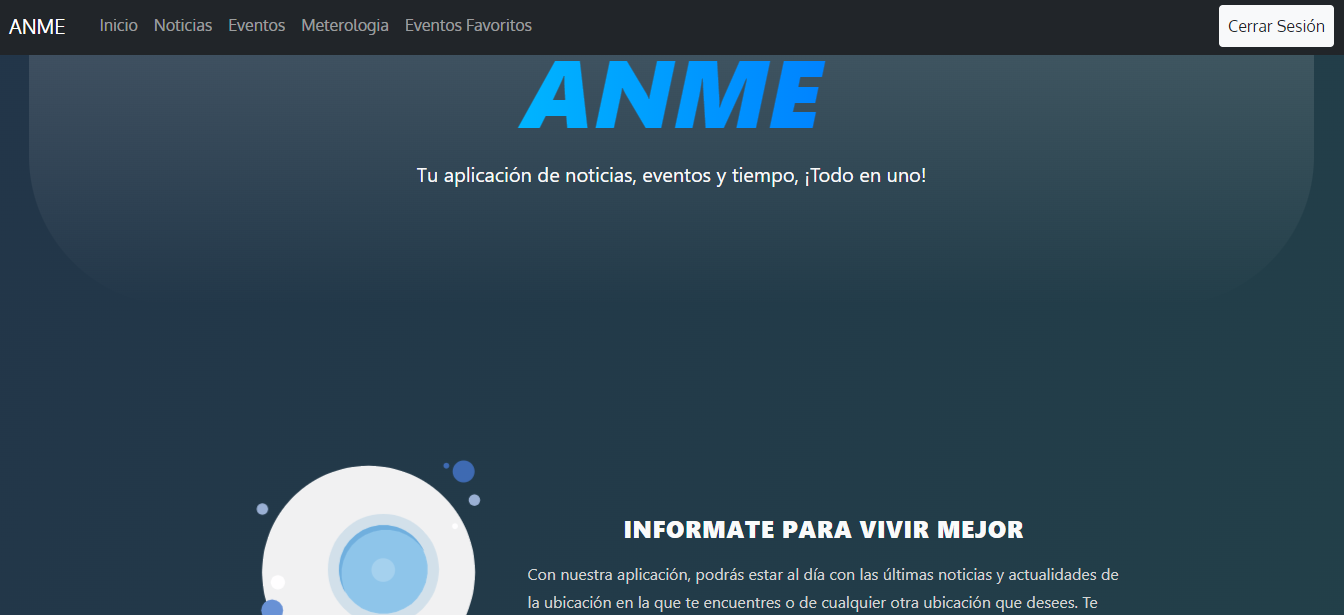 ANME Inicio Noticias Eventos Meterologia Eventos Favoritos Cerrar Sesión
ANME
Tu aplicación de noticias, eventos y tiempo, ¡Todo en uno!
INFORMATE PARA VIVIR MEJOR
Con nuestra aplicación, podrás estar al día con las últimas noticias y actualidades de
la ubicación en la que te encuentres o de cualquier otra ubicación que desees. Te